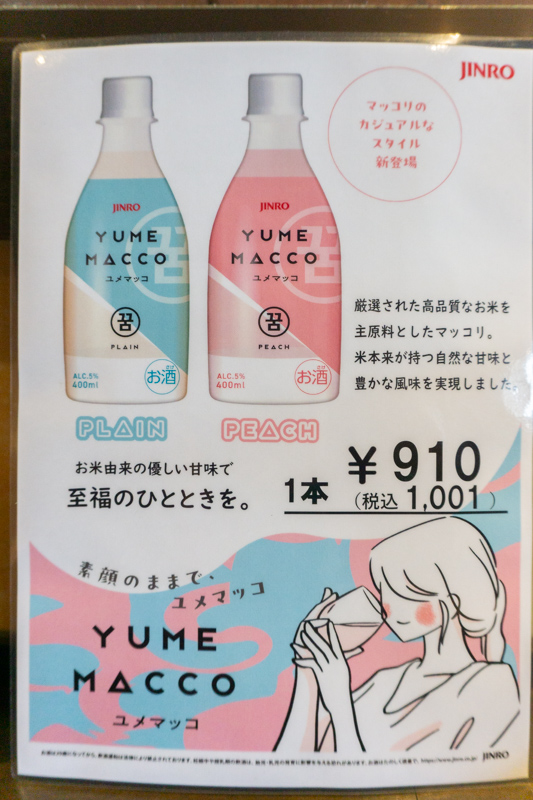 JINRO
マッコリの
カジュアルな
スタイル
新登場
JINRO
YUME
MACCO
ユメマッコ
꿈
PLAIN
ALC.5%
400ml
お酒
JINRO
YUME
MACCO
ユメマッコ
꿈
PEACH
ALC.5%
400ml
お酒
厳選された高品質なお米を
主原料としたマッコリ。
米本来が持つ自然な甘味と
豊かな風味を実現しました。
PLAIN
PEACH
お米由来の優しい甘味で
至福のひとときを。
1本 ¥910
(税込 1,001)
素顔のままで、
ユメマッコ
YUME
MACCO
ユメマッコ
JINRO